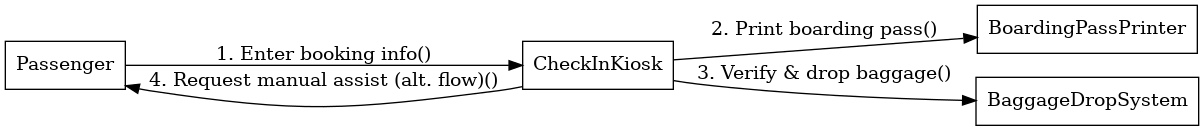 Passenger
1. Enter booking info()
4. Request manual assist (alt. flow)()
CheckInKiosk
2. Print boarding pass()
3. Verify & drop baggage()
BoardingPassPrinter
BaggageDropSystem